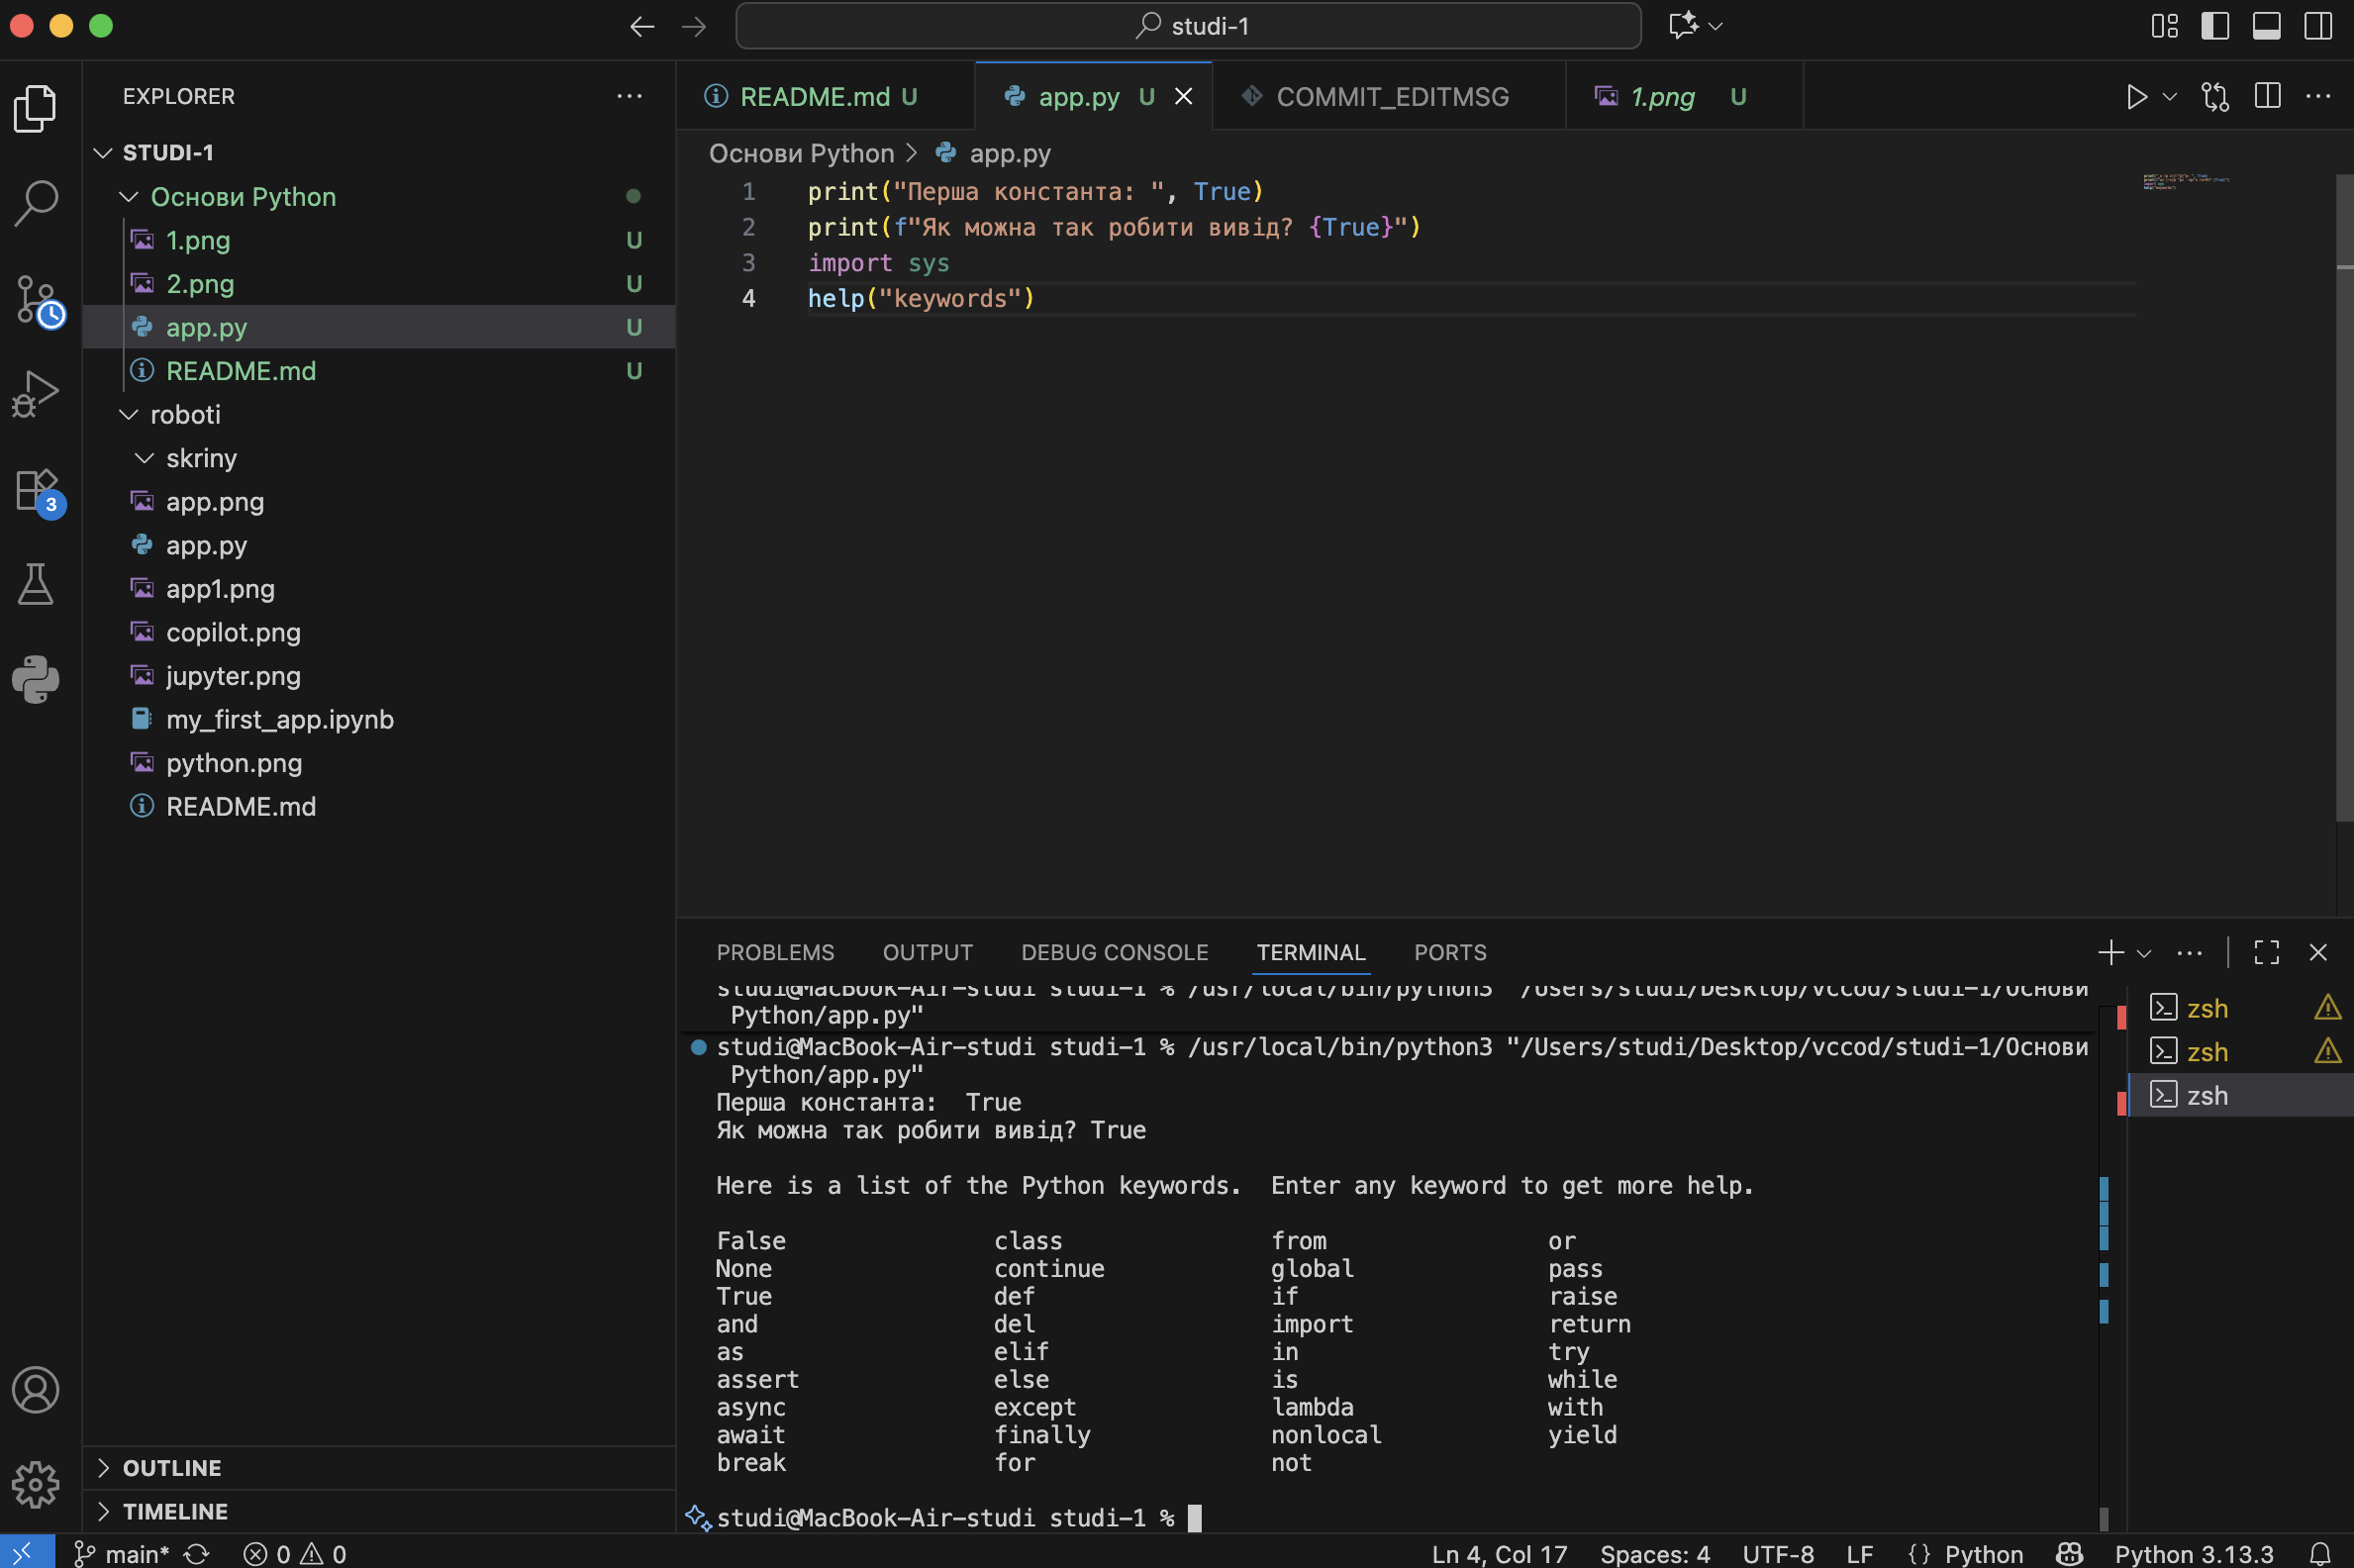 studi-1
EXPLORER
STUDI-1
Основи Python
1.png U
2.png U
app.py U
README.md U
roboti
skriny
app.png
app.py
app1.png
copilot.png
jupyter.png
my_first_app.ipynb
python.png
README.md
OUTLINE
TIMELINE
3
README.md U
app.py U
COMMIT_EDITMSG
1.png U
Основи Python > app.py
1 print("Перша константа: ", True)
2 print(f"Як можна так робити вивід? {True}")
3 import sys
4 help("keywords")
PROBLEMS OUTPUT DEBUG CONSOLE TERMINAL PORTS
studi@MacBook-Air-studi studi-1 % /usr/local/bin/python3 "/Users/studi/Desktop/vccod/studi-1/Основи
Python/app.py"
studi@MacBook-Air-studi studi-1 % /usr/local/bin/python3 "/Users/studi/Desktop/vccod/studi-1/Основи
Python/app.py"
Перша константа:  True
Як можна так робити вивід? True
Here is a list of the Python keywords.  Enter any keyword to get more help.
False class from or
None continue global pass
True def if raise
and del import return
as elif in try
assert else is while
async except lambda with
await finally nonlocal yield
break for not
studi@MacBook-Air-studi studi-1 %
zsh
zsh
zsh
main* 0 0 Ln 4, Col 17 Spaces: 4 UTF-8 LF {} Python Python 3.13.3